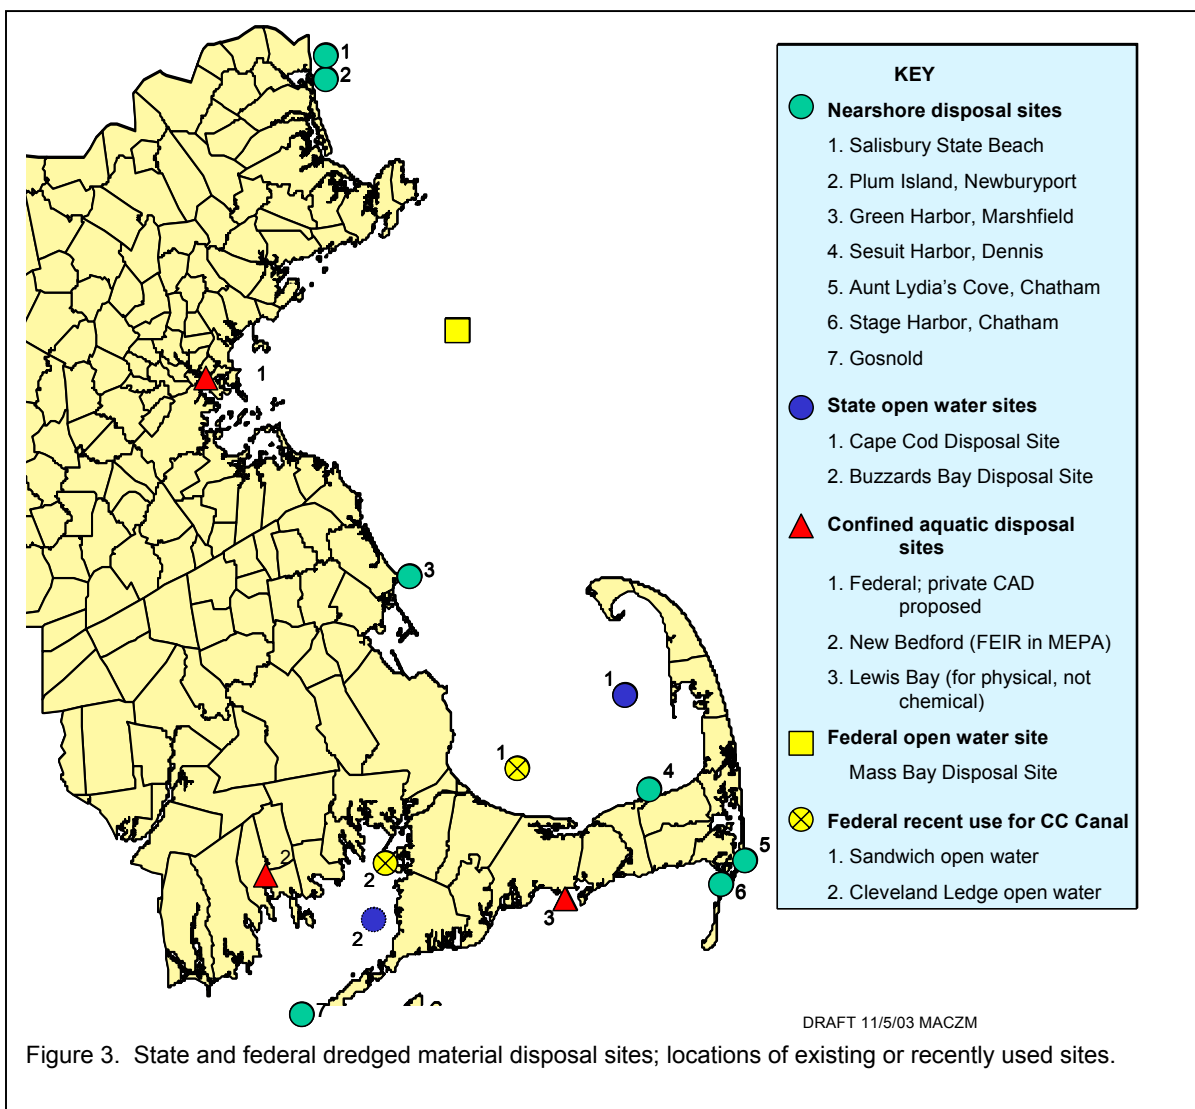 1
2
1
3
1
1
4
2
2
5
6
3
2
7
KEY
Nearshore disposal sites
1. Salisbury State Beach
2. Plum Island, Newburyport
3. Green Harbor, Marshfield
4. Sesuit Harbor, Dennis
5. Aunt Lydia's Cove, Chatham
6. Stage Harbor, Chatham
7. Gosnold
State open water sites
1. Cape Cod Disposal Site
2. Buzzards Bay Disposal Site
Confined aquatic disposal
sites
1. Federal; private CAD
proposed
2. New Bedford (FEIR in MEPA)
3. Lewis Bay (for physical, not
chemical)
Federal open water site
Mass Bay Disposal Site
Federal recent use for CC Canal
1. Sandwich open water
2. Cleveland Ledge open water
DRAFT 11/5/03 MACZM
Figure 3. State and federal dredged material disposal sites; locations of existing or recently used sites.